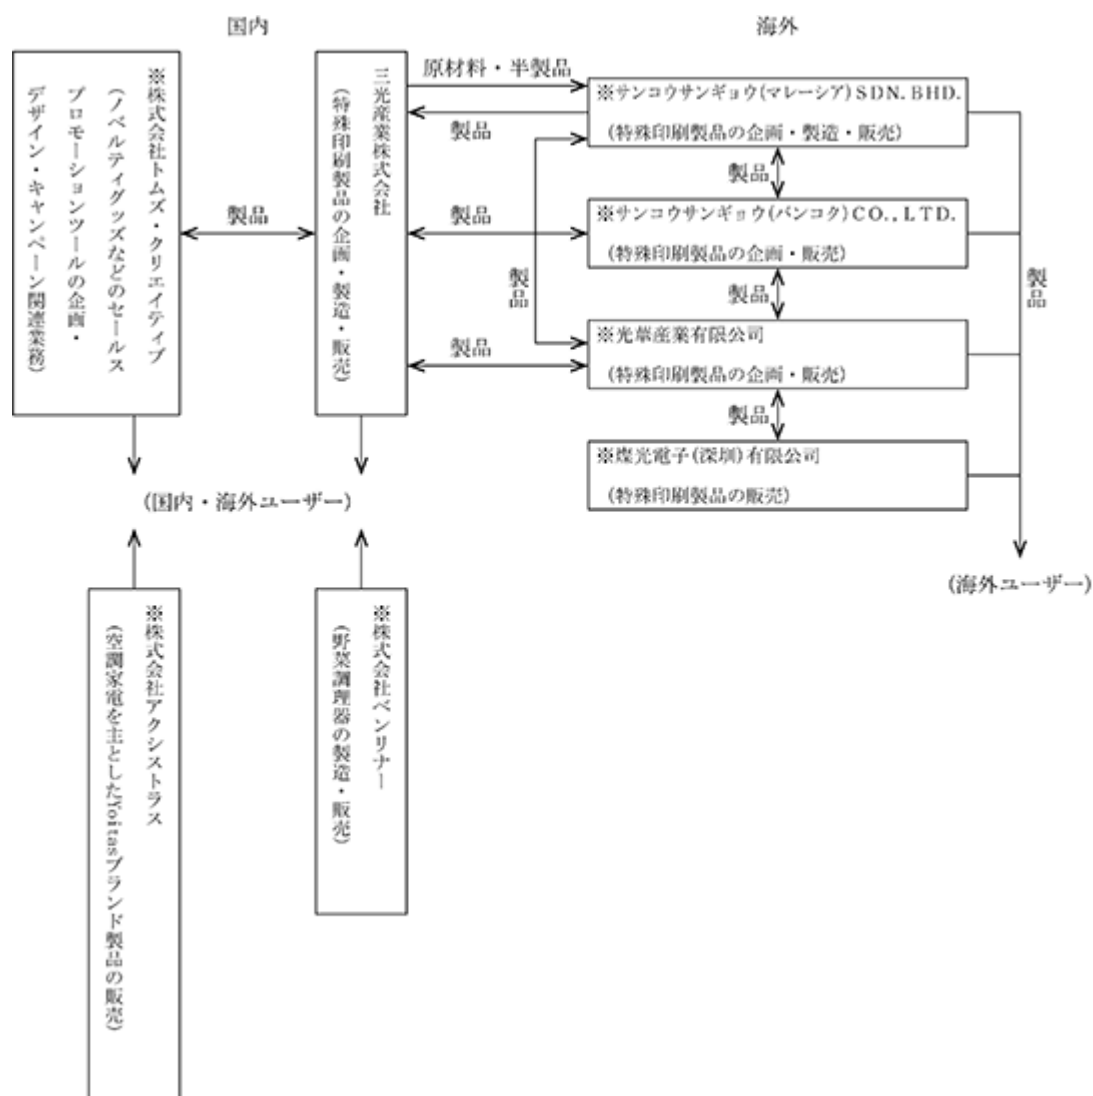 国内
海外
※株式会社トムズ・クリエイティブ
(ノベルティグッズなどのセールス
プロモーションツールの企画・
デザイン・キャンペーン関連業務)
製品
三光産業株式会社
(特殊印刷製品の企画・製造・販売)
原材料・半製品
製品
製品
製品
製品
※サンコウサンギョウ(マレーシア)SDN.BHD.
(特殊印刷製品の企画・製造・販売)
製品
※サンコウサンギョウ(バンコク)CO.,LTD.
(特殊印刷製品の企画・販売)
製品
※光華産業有限公司
(特殊印刷製品の企画・販売)
製品
※燦光電子(深圳)有限公司
(特殊印刷製品の販売)
製品
(国内・海外ユーザー)
(海外ユーザー)
※株式会社アクシストラス
(空調家電を主としたYoitasブランド製品の販売)
※株式会社ベンリナー
(野菜調理器の製造・販売)